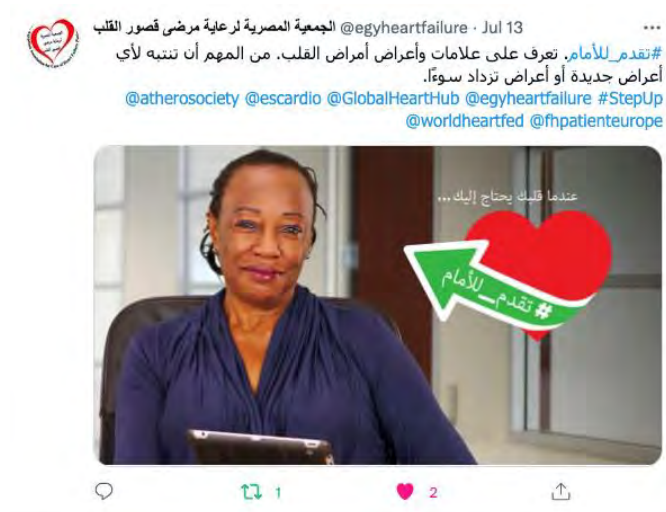 الجمعية المصرية لرعاية مرضى قصور القلب @egyheartfailure · Jul 13
#تقدم_للأمام. تعرف على علامات وأعراض أمراض القلب. من المهم أن تنتبه لأي
أعراض جديدة أو أعراض تزداد سوءًا.
@atherosociety @escardio @GlobalHeartHub @egyheartfailure #StepUp
@worldheartfed @fhpatienteurope
عندما قلبك يحتاج إليك...
#تقدم_للأمام
1
2